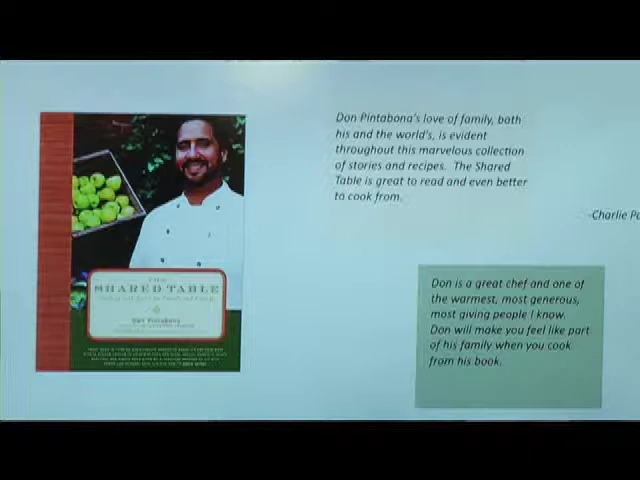 THE
SHARED TABLE
Don Pintabona
Don Pintabona's love of family, both
his and the world's, is evident
throughout this marvelous collection
of stories and recipes. The Shared
Table is great to read and even better
to cook from.
-Charlie
Don is a great chef and one of
the warmest, most generous,
most giving people I know.
Don will make you feel like part
of his family when you cook
from his book.